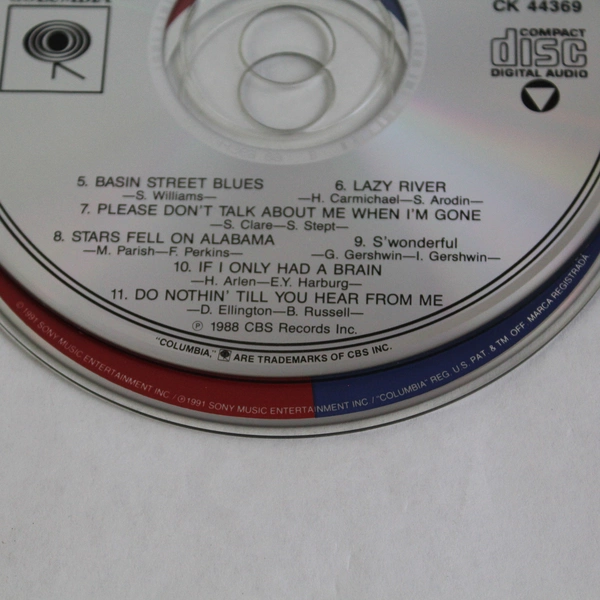 CK 44369
COMPACT
disc
DIGITAL AUDIO
5. BASIN STREET BLUES
—S. Williams—
6. LAZY RIVER
—H. Carmichael—S. Arodin—
7. PLEASE DON'T TALK ABOUT ME WHEN I'M GONE
—S. Clare—S. Stept—
8. STARS FELL ON ALABAMA
—M. Parish—F. Perkins—
9. S'wonderful
—G. Gershwin—I. Gershwin—
10. IF I ONLY HAD A BRAIN
—H. Arlen—E.Y. Harburg—
11. DO NOTHIN' TILL YOU HEAR FROM ME
—D. Ellington—B. Russell—
℗ 1988 CBS Records Inc.
"COLUMBIA," ARE TRADEMARKS OF CBS INC.
© 1991 SONY MUSIC ENTERTAINMENT INC. / ℗ 1991 SONY MUSIC ENTERTAINMENT INC. / "COLUMBIA" REG. U.S. PAT. & TM. OFF. MARCA REGISTRADA